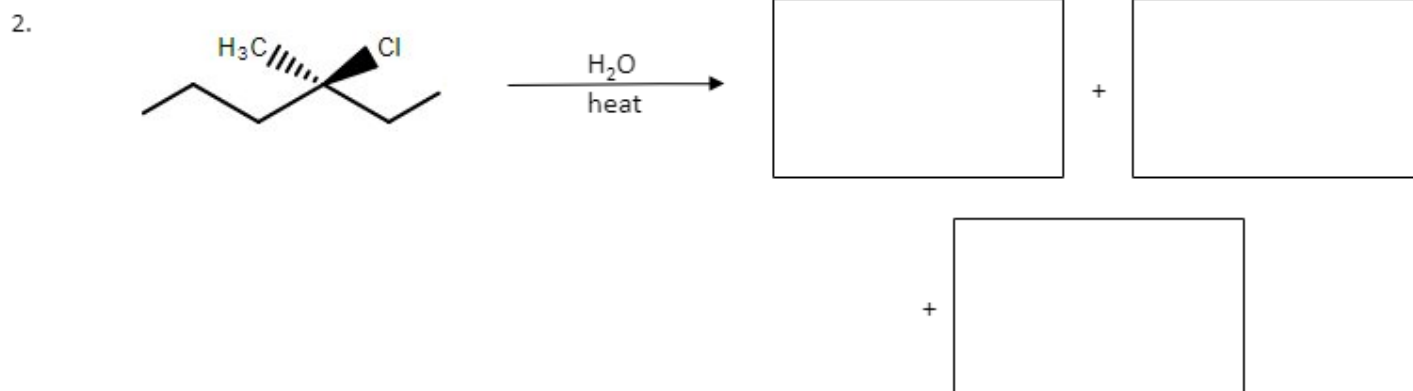 2.
H₃C Cl
H₂O
heat
+
+